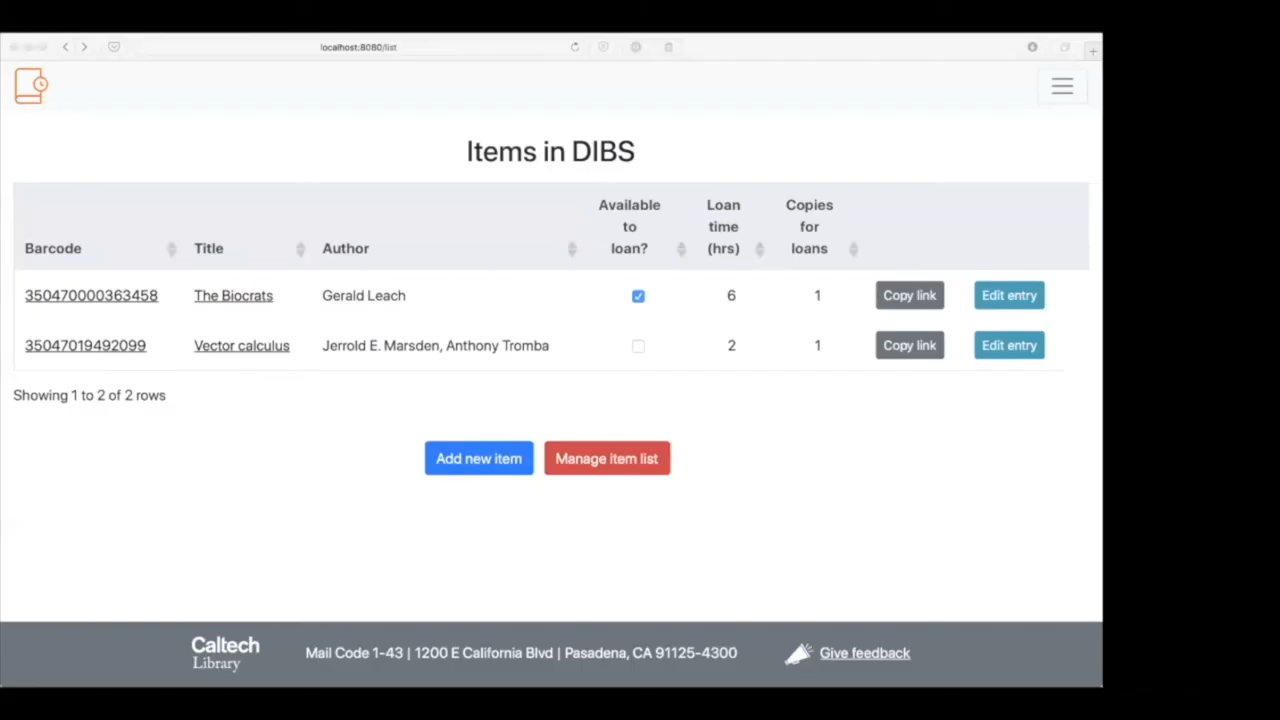 localhost:8080/list
Items in DIBS
Barcode Title Author Available to loan? Loan time (hrs) Copies for loans
350470000363458 The Biocrats Gerald Leach 6 1 Copy link Edit entry
35047019492099 Vector calculus Jerrold E. Marsden, Anthony Tromba 2 1 Copy link Edit entry
Showing 1 to 2 of 2 rows
Add new item Manage item list
Caltech
Library
Mail Code 1-43 | 1200 E California Blvd | Pasadena, CA 91125-4300
Give feedback